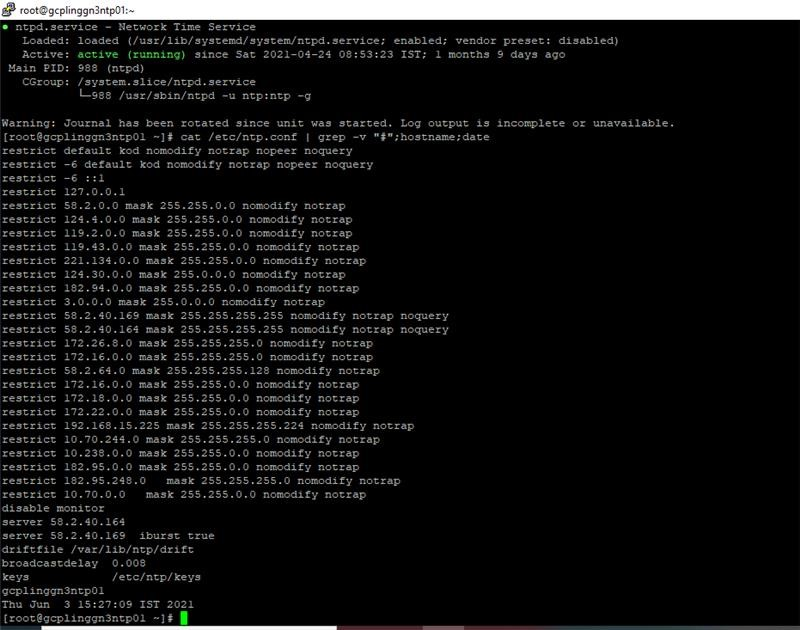 root@gcplinggn3ntp01:~
● ntpd.service - Network Time Service
Loaded: loaded (/usr/lib/systemd/system/ntpd.service; enabled; vendor preset: disabled)
Active: active (running) since Sat 2021-04-24 08:53:23 IST; 1 months 9 days ago
Main PID: 988 (ntpd)
CGroup: /system.slice/ntpd.service
└─988 /usr/sbin/ntpd -u ntp:ntp -g
Warning: Journal has been rotated since unit was started. Log output is incomplete or unavailable.
[root@gcplinggn3ntp01 ~]# cat /etc/ntp.conf | grep -v "#";hostname;date
restrict default kod nomodify notrap nopeer noquery
restrict -6 default kod nomodify notrap nopeer noquery
restrict -6 ::1
restrict 127.0.0.1
restrict 58.2.0.0 mask 255.255.0.0 nomodify notrap
restrict 124.4.0.0 mask 255.255.0.0 nomodify notrap
restrict 119.2.0.0 mask 255.255.0.0 nomodify notrap
restrict 119.43.0.0 mask 255.255.0.0 nomodify notrap
restrict 221.134.0.0 mask 255.255.0.0 nomodify notrap
restrict 124.30.0.0 mask 255.0.0.0 nomodify notrap
restrict 182.94.0.0 mask 255.255.0.0 nomodify notrap
restrict 3.0.0.0 mask 255.0.0.0 nomodify notrap
restrict 58.2.40.169 mask 255.255.255.255 nomodify notrap noquery
restrict 58.2.40.164 mask 255.255.255.255 nomodify notrap noquery
restrict 172.26.8.0 mask 255.255.255.0 nomodify notrap
restrict 172.16.0.0 mask 255.255.255.0 nomodify notrap
restrict 58.2.64.0 mask 255.255.255.128 nomodify notrap
restrict 172.16.0.0 mask 255.255.0.0 nomodify notrap
restrict 172.18.0.0 mask 255.255.0.0 nomodify notrap
restrict 172.22.0.0 mask 255.255.0.0 nomodify notrap
restrict 192.168.15.225 mask 255.255.255.224 nomodify notrap
restrict 10.70.244.0 mask 255.255.255.0 nomodify notrap
restrict 10.238.0.0 mask 255.255.0.0 nomodify notrap
restrict 182.95.0.0 mask 255.255.0.0 nomodify notrap
restrict 182.95.248.0 mask 255.255.255.0 nomodify notrap
restrict 10.70.0.0 mask 255.255.0.0 nomodify notrap
disable monitor
server 58.2.40.164
server 58.2.40.169 iburst true
driftfile /var/lib/ntp/drift
broadcastdelay 0.008
keys /etc/ntp/keys
gcplinggn3ntp01
Thu Jun 3 15:27:09 IST 2021
[root@gcplinggn3ntp01 ~]#